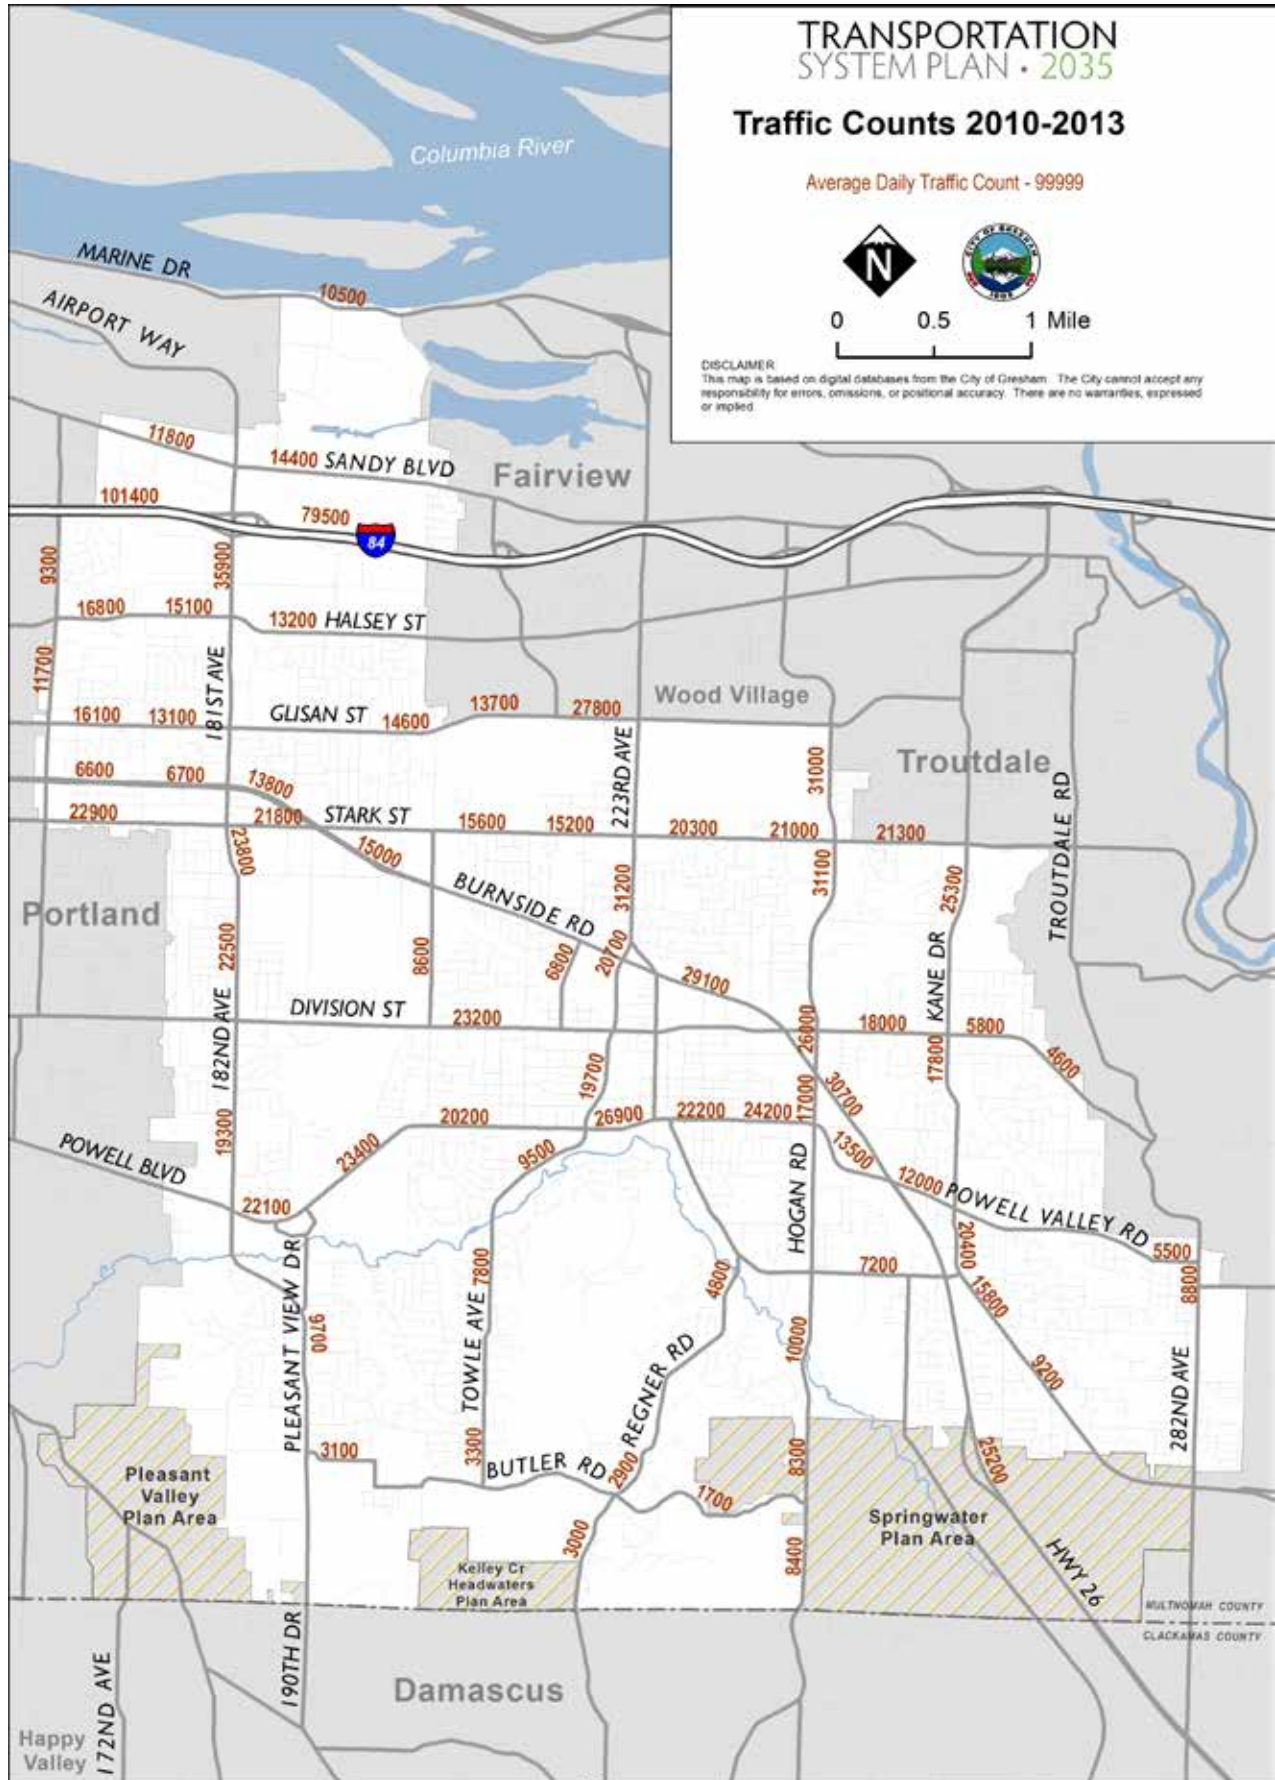 TRANSPORTATION
SYSTEM PLAN • 2035
Traffic Counts 2010-2013
Average Daily Traffic Count - 99999
N
CITY OF GRESHAM
0 0.5 1 Mile
DISCLAIMER
This map is based on digital databases from the City of Gresham. The City cannot accept any
responsibility for errors, omissions, or positional accuracy. There are no warranties, expressed
or implied.
Columbia River
MARINE DR
10500
AIRPORT WAY
11800
14400 SANDY BLVD
Fairview
101400
79500
84
9300
35900
16800
15100
13200 HALSEY ST
11700
181ST AVE
Wood Village
16100
13100
GLISAN ST
14600
13700
27800
223RD AVE
31000
Troutdale
TROUTDALE RD
6600
6700
13800
22900
21800
STARK ST
15600
15200
20300
21000
21300
23800
15000
31200
31100
25300
Portland
BURNSIDE RD
22500
8600
6800
20700
29100
KANE DR
182ND AVE
DIVISION ST
23200
26000
18000
5800
17800
4600
19700
30700
17000
20200
26900
22200
24200
19300
POWELL BLVD
23400
9500
13500
12000
POWELL VALLEY RD
22100
HOGAN RD
20400
5500
8800
PLEASANT VIEW DR
7800
4800
7200
15800
9700
TOWLE AVE
10000
9200
REGNER RD
282ND AVE
3100
3300
BUTLER RD
2900
8300
25200
1700
Pleasant
Valley
Plan Area
Springwater
Plan Area
3000
8400
HWY 26
Kelley Cr
Headwaters
Plan Area
MULTNOMAH COUNTY
CLACKAMAS COUNTY
190TH DR
172ND AVE
Damascus
Happy
Valley